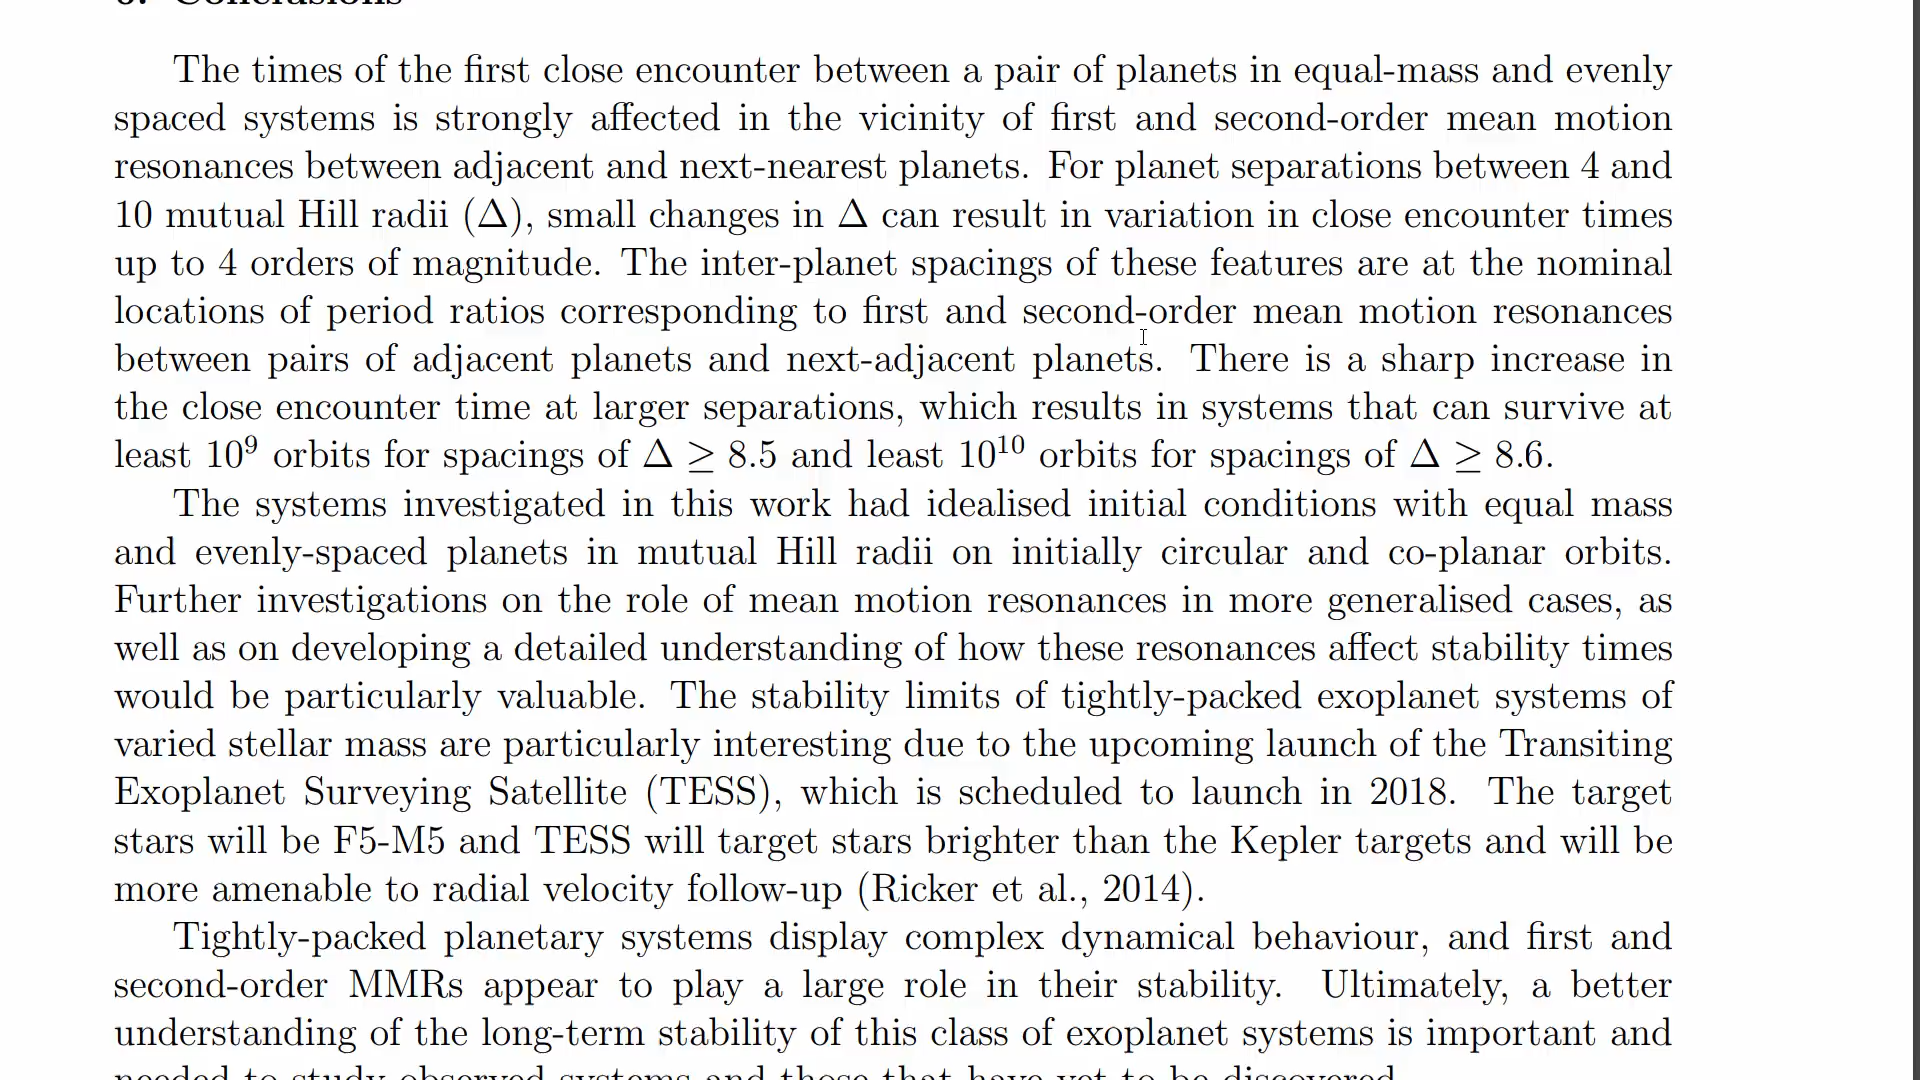 6. Conclusions
The times of the first close encounter between a pair of planets in equal-mass and evenly
spaced systems is strongly affected in the vicinity of first and second-order mean motion
resonances between adjacent and next-nearest planets. For planet separations between 4 and
10 mutual Hill radii (Δ), small changes in Δ can result in variation in close encounter times
up to 4 orders of magnitude. The inter-planet spacings of these features are at the nominal
locations of period ratios corresponding to first and second-order mean motion resonances
between pairs of adjacent planets and next-adjacent planets. There is a sharp increase in
the close encounter time at larger separations, which results in systems that can survive at
least 10⁹ orbits for spacings of Δ ≥ 8.5 and least 10¹⁰ orbits for spacings of Δ ≥ 8.6.
The systems investigated in this work had idealised initial conditions with equal mass
and evenly-spaced planets in mutual Hill radii on initially circular and co-planar orbits.
Further investigations on the role of mean motion resonances in more generalised cases, as
well as on developing a detailed understanding of how these resonances affect stability times
would be particularly valuable. The stability limits of tightly-packed exoplanet systems of
varied stellar mass are particularly interesting due to the upcoming launch of the Transiting
Exoplanet Surveying Satellite (TESS), which is scheduled to launch in 2018. The target
stars will be F5-M5 and TESS will target stars brighter than the Kepler targets and will be
more amenable to radial velocity follow-up (Ricker et al., 2014).
Tightly-packed planetary systems display complex dynamical behaviour, and first and
second-order MMRs appear to play a large role in their stability. Ultimately, a better
understanding of the long-term stability of this class of exoplanet systems is important and
needed to study observed systems and those that have yet to be discovered.